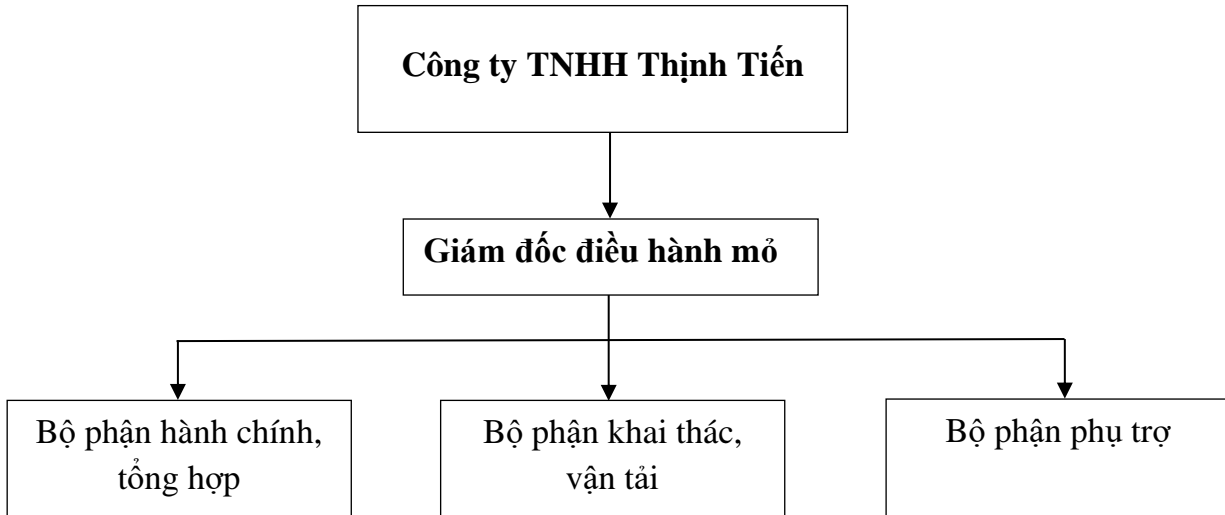 Công ty TNHH Thịnh Tiến
Giám đốc điều hành mỏ
Bộ phận hành chính,
tổng hợp
Bộ phận khai thác,
vận tải
Bộ phận phụ trợ